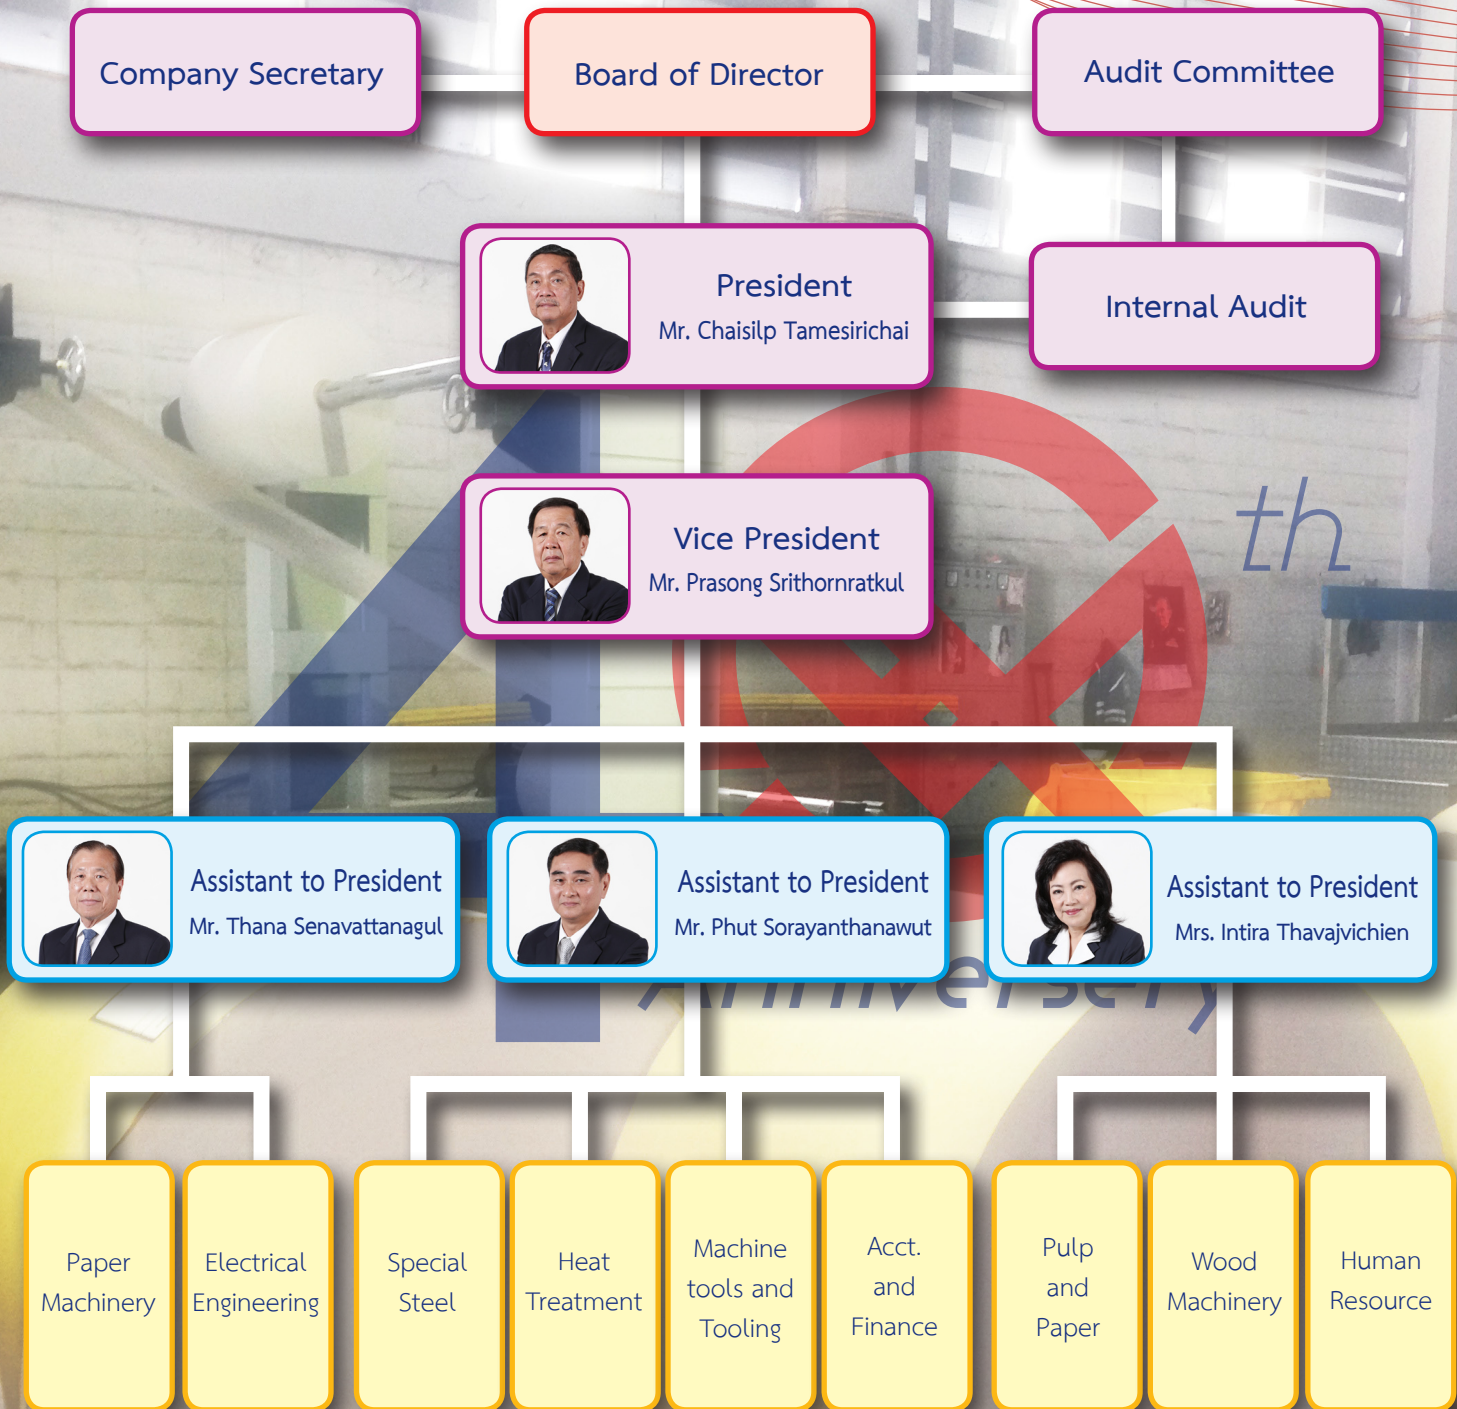 Company Secretary
Board of Director
Audit Committee
President
Mr. Chaisilp Tamesirichai
Internal Audit
Vice President
Mr. Prasong Srithornratkul
40th
Anniversery
Assistant to President
Mr. Thana Senavattanagul
Assistant to President
Mr. Phut Sorayanthanawut
Assistant to President
Mrs. Intira Thavajvichien
Paper
Machinery
Electrical
Engineering
Special
Steel
Heat
Treatment
Machine
tools and
Tooling
Acct.
and
Finance
Pulp
and
Paper
Wood
Machinery
Human
Resource